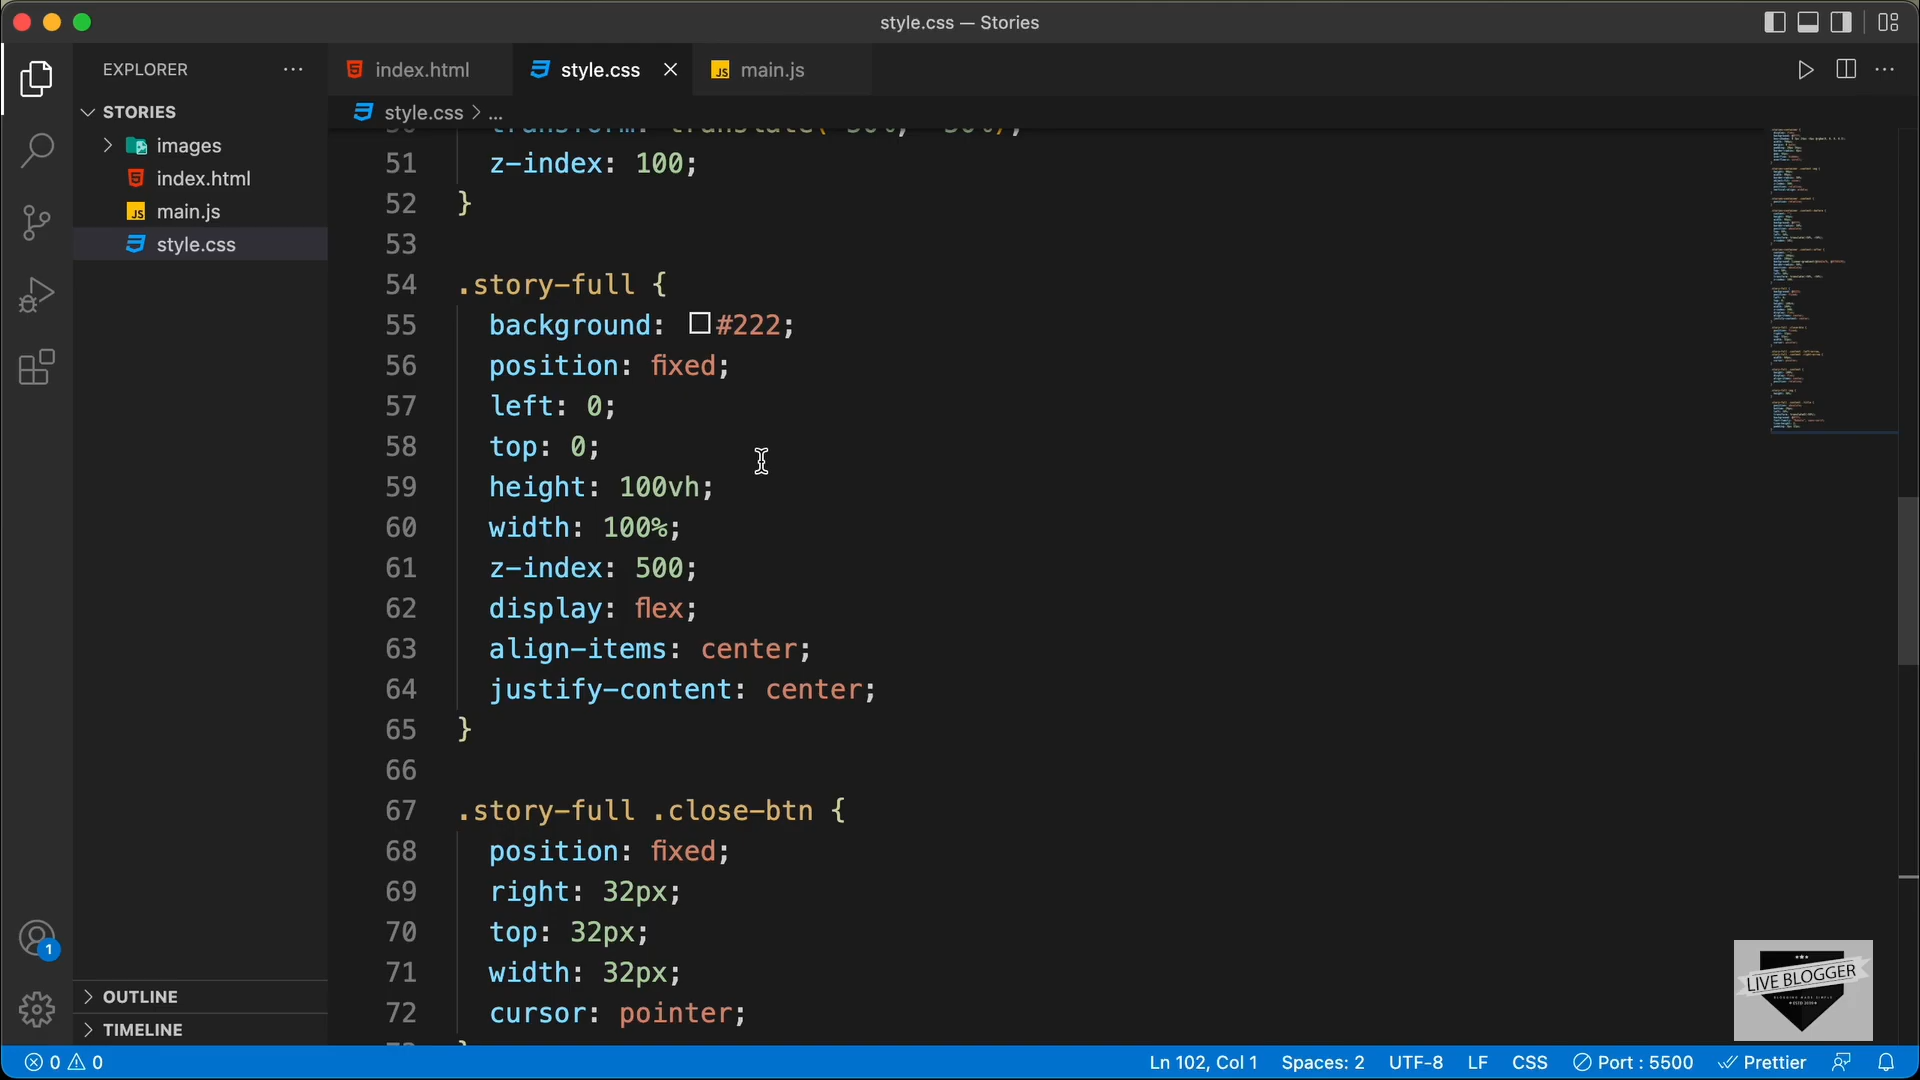 style.css — Stories
EXPLORER
index.html
style.css
main.js
STORIES
style.css > ...
images
index.html
main.js
style.css
51 z-index: 100;
52 }
53
54 .story-full {
55 background: #222;
56 position: fixed;
57 left: 0;
58 top: 0;
59 height: 100vh;
60 width: 100%;
61 z-index: 500;
62 display: flex;
63 align-items: center;
64 justify-content: center;
65 }
66
67 .story-full .close-btn {
68 position: fixed;
69 right: 32px;
70 top: 32px;
71 width: 32px;
72 cursor: pointer;
1
OUTLINE
TIMELINE
LIVE BLOGGER
0 0
Ln 102, Col 1
Spaces: 2
UTF-8
LF
CSS
Port : 5500
Prettier